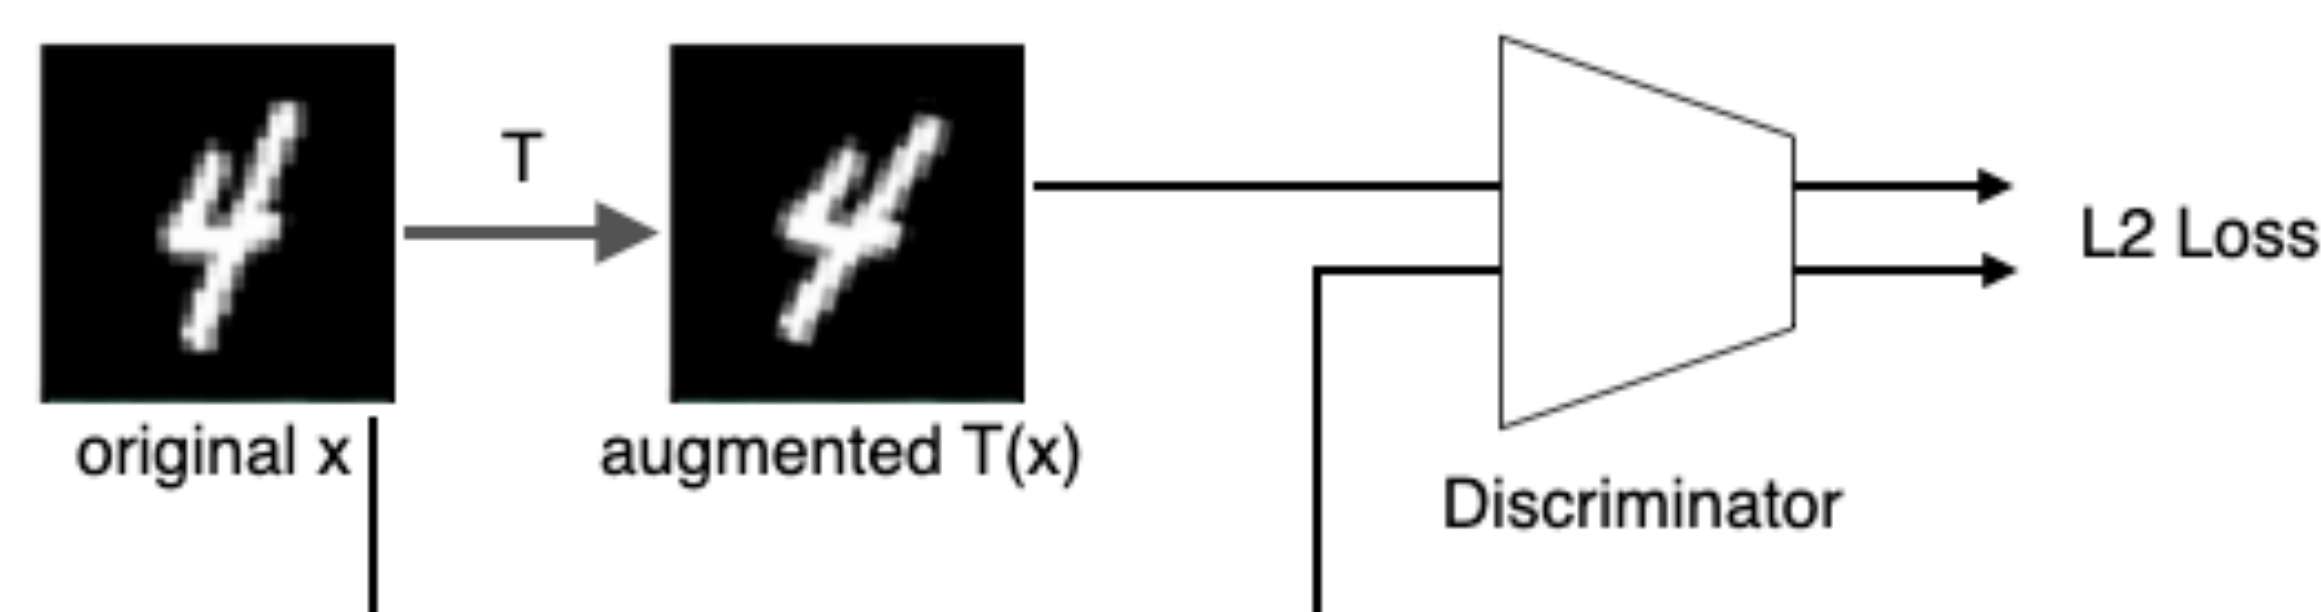 T
L2 Loss
original x
augmented T(x)
Discriminator